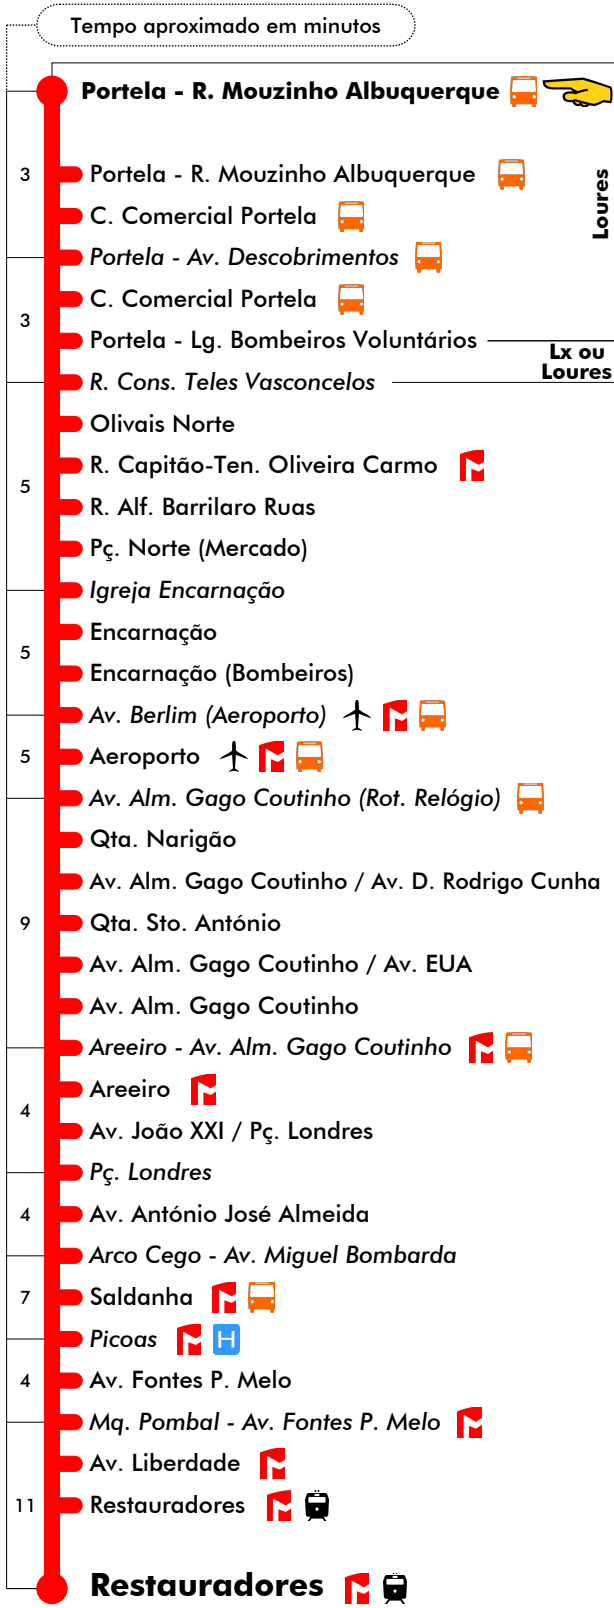 Tempo aproximado em minutos
Portela - R. Mouzinho Albuquerque
3
Portela - R. Mouzinho Albuquerque
Loures
C. Comercial Portela
Portela - Av. Descobrimentos
C. Comercial Portela
3
Portela - Lg. Bombeiros Voluntários
Lx ou
Loures
R. Cons. Teles Vasconcelos
Olivais Norte
R. Capitão-Ten. Oliveira Carmo
5
R. Alf. Barrilaro Ruas
Pç. Norte (Mercado)
Igreja Encarnação
Encarnação
5
Encarnação (Bombeiros)
Av. Berlim (Aeroporto)
5
Aeroporto
Av. Alm. Gago Coutinho (Rot. Relógio)
Qta. Narigão
Av. Alm. Gago Coutinho / Av. D. Rodrigo Cunha
9
Qta. Sto. António
Av. Alm. Gago Coutinho / Av. EUA
Av. Alm. Gago Coutinho
Areeiro - Av. Alm. Gago Coutinho
Areeiro
4
Av. João XXI / Pç. Londres
Pç. Londres
4
Av. António José Almeida
Arco Cego - Av. Miguel Bombarda
7
Saldanha
Picoas
H
4
Av. Fontes P. Melo
Mq. Pombal - Av. Fontes P. Melo
Av. Liberdade
11
Restauradores
Restauradores